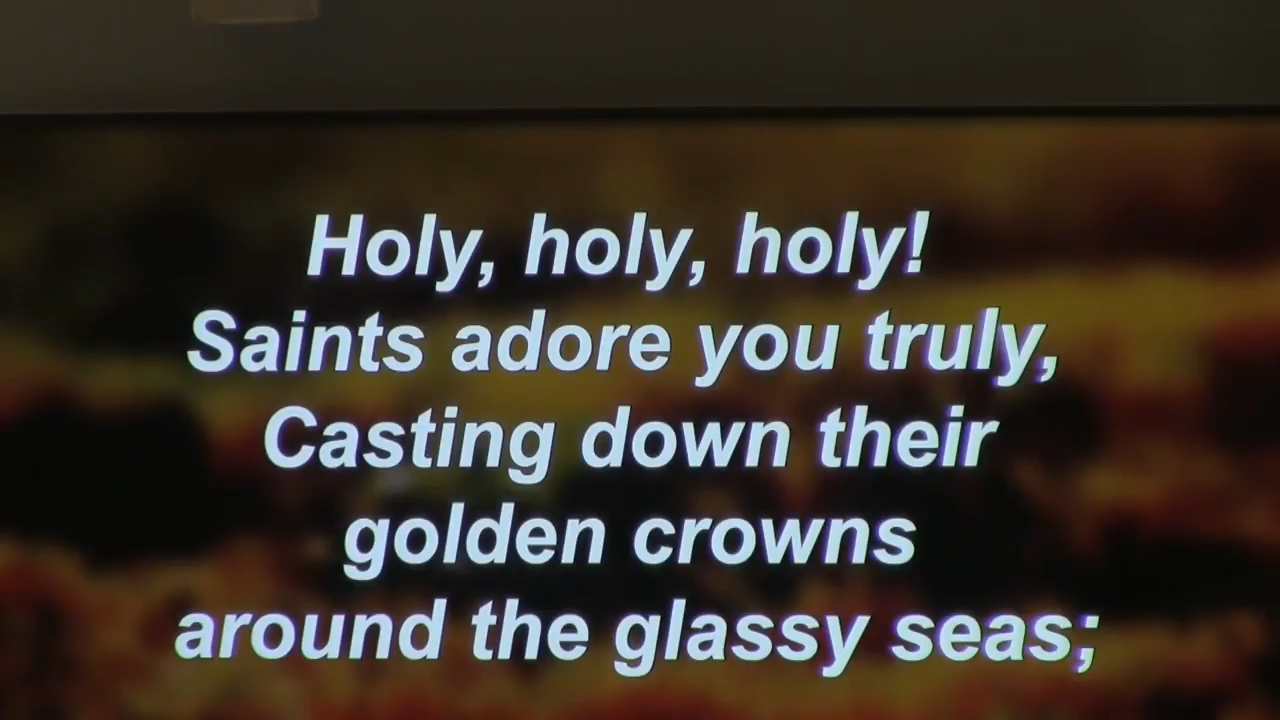 Holy, holy, holy!
Saints adore you truly,
Casting down their
golden crowns
around the glassy seas;